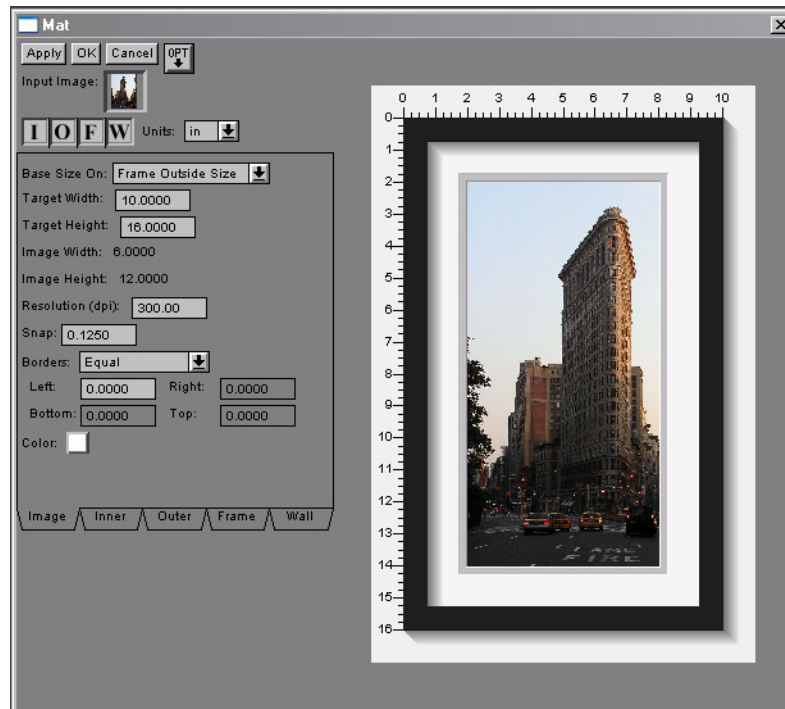 Mat
Apply OK Cancel OPT
Input Image:
I O F W Units: in
Base Size On: Frame Outside Size
Target Width: 10.0000
Target Height: 16.0000
Image Width: 6.0000
Image Height: 12.0000
Resolution (dpi): 300.00
Snap: 0.1250
Borders: Equal
Left: 0.0000 Right: 0.0000
Bottom: 0.0000 Top: 0.0000
Color:
Image Inner Outer Frame Wall
0 1 2 3 4 5 6 7 8 9 10
0
1
2
3
4
5
6
7
8
9
10
11
12
13
14
15
16
LANE
FIRE